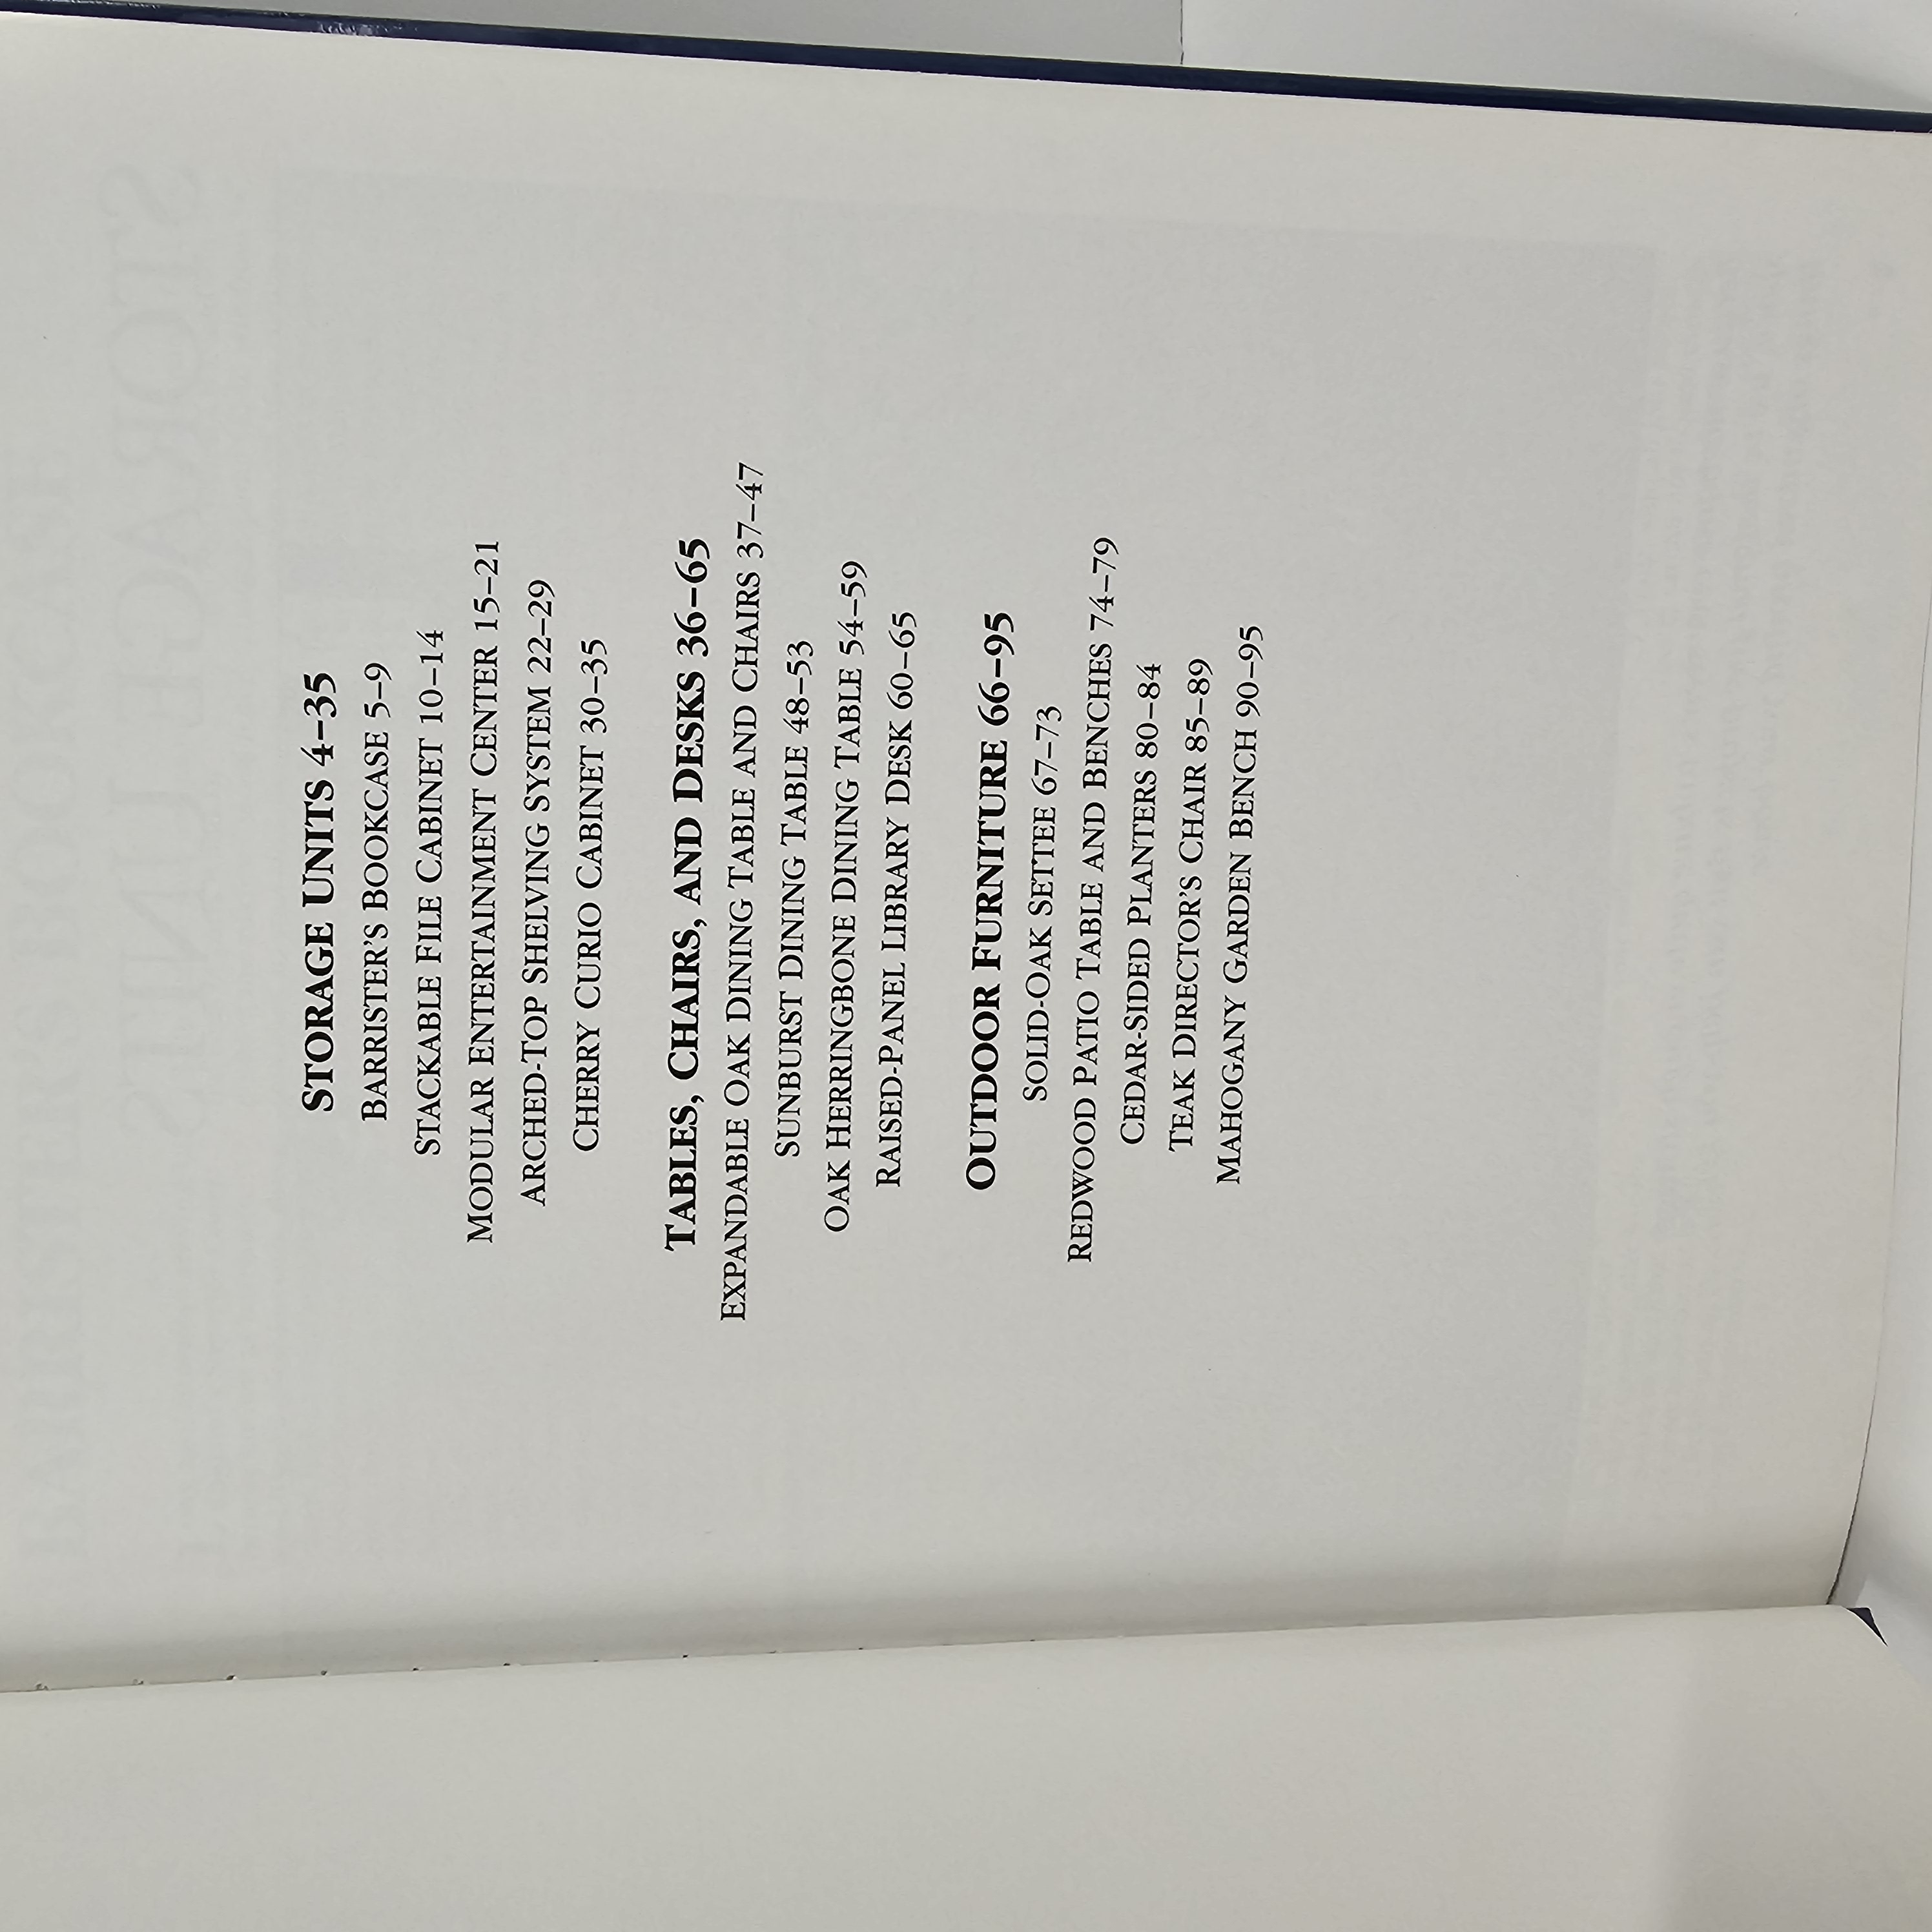 STORAGE UNITS 4–35
BARRISTER'S BOOKCASE 5–9
STACKABLE FILE CABINET 10–14
MODULAR ENTERTAINMENT CENTER 15–21
ARCHED-TOP SHELVING SYSTEM 22–29
CHERRY CURIO CABINET 30–35
TABLES, CHAIRS, AND DESKS 36–65
EXPANDABLE OAK DINING TABLE AND CHAIRS 37–47
SUNBURST DINING TABLE 48–53
OAK HERRINGBONE DINING TABLE 54–59
RAISED-PANEL LIBRARY DESK 60–65
OUTDOOR FURNITURE 66–95
SOLID-OAK SETTEE 67–73
REDWOOD PATIO TABLE AND BENCHES 74–79
CEDAR-SIDED PLANTERS 80–84
TEAK DIRECTOR'S CHAIR 85–89
MAHOGANY GARDEN BENCH 90–95